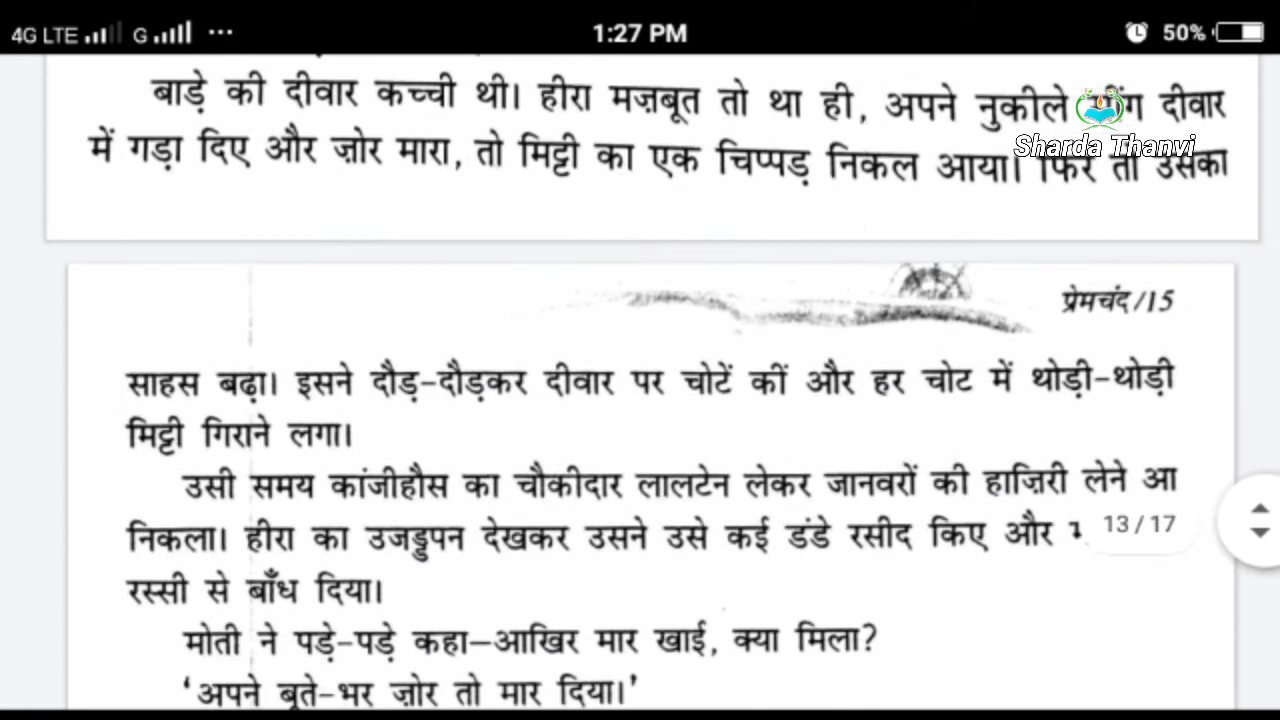 4G LTE G ... 1:27 PM 50%
बाड़े की दीवार कच्ची थी। हीरा मज़बूत तो था ही, अपने नुकीले दीवार
Sharda Thanvi
में गड़ा दिए और ज़ोर मारा, तो मिट्टी का एक चिप्पड़ निकल आया। फिर तो उसका
प्रेमचंद/15
साहस बढ़ा। इसने दौड़-दौड़कर दीवार पर चोटें कीं और हर चोट में थोड़ी-थोड़ी
मिट्टी गिराने लगा।
उसी समय कांजीहौस का चौकीदार लालटेन लेकर जानवरों की हाज़िरी लेने आ
निकला। हीरा का उजड्डपन देखकर उसने उसे कई डंडे रसीद किए और
13 / 17
रस्सी से बाँध दिया।
मोती ने पड़े-पड़े कहा—आखिर मार खाई, क्या मिला?
‘अपने बूते-भर ज़ोर तो मार दिया।’